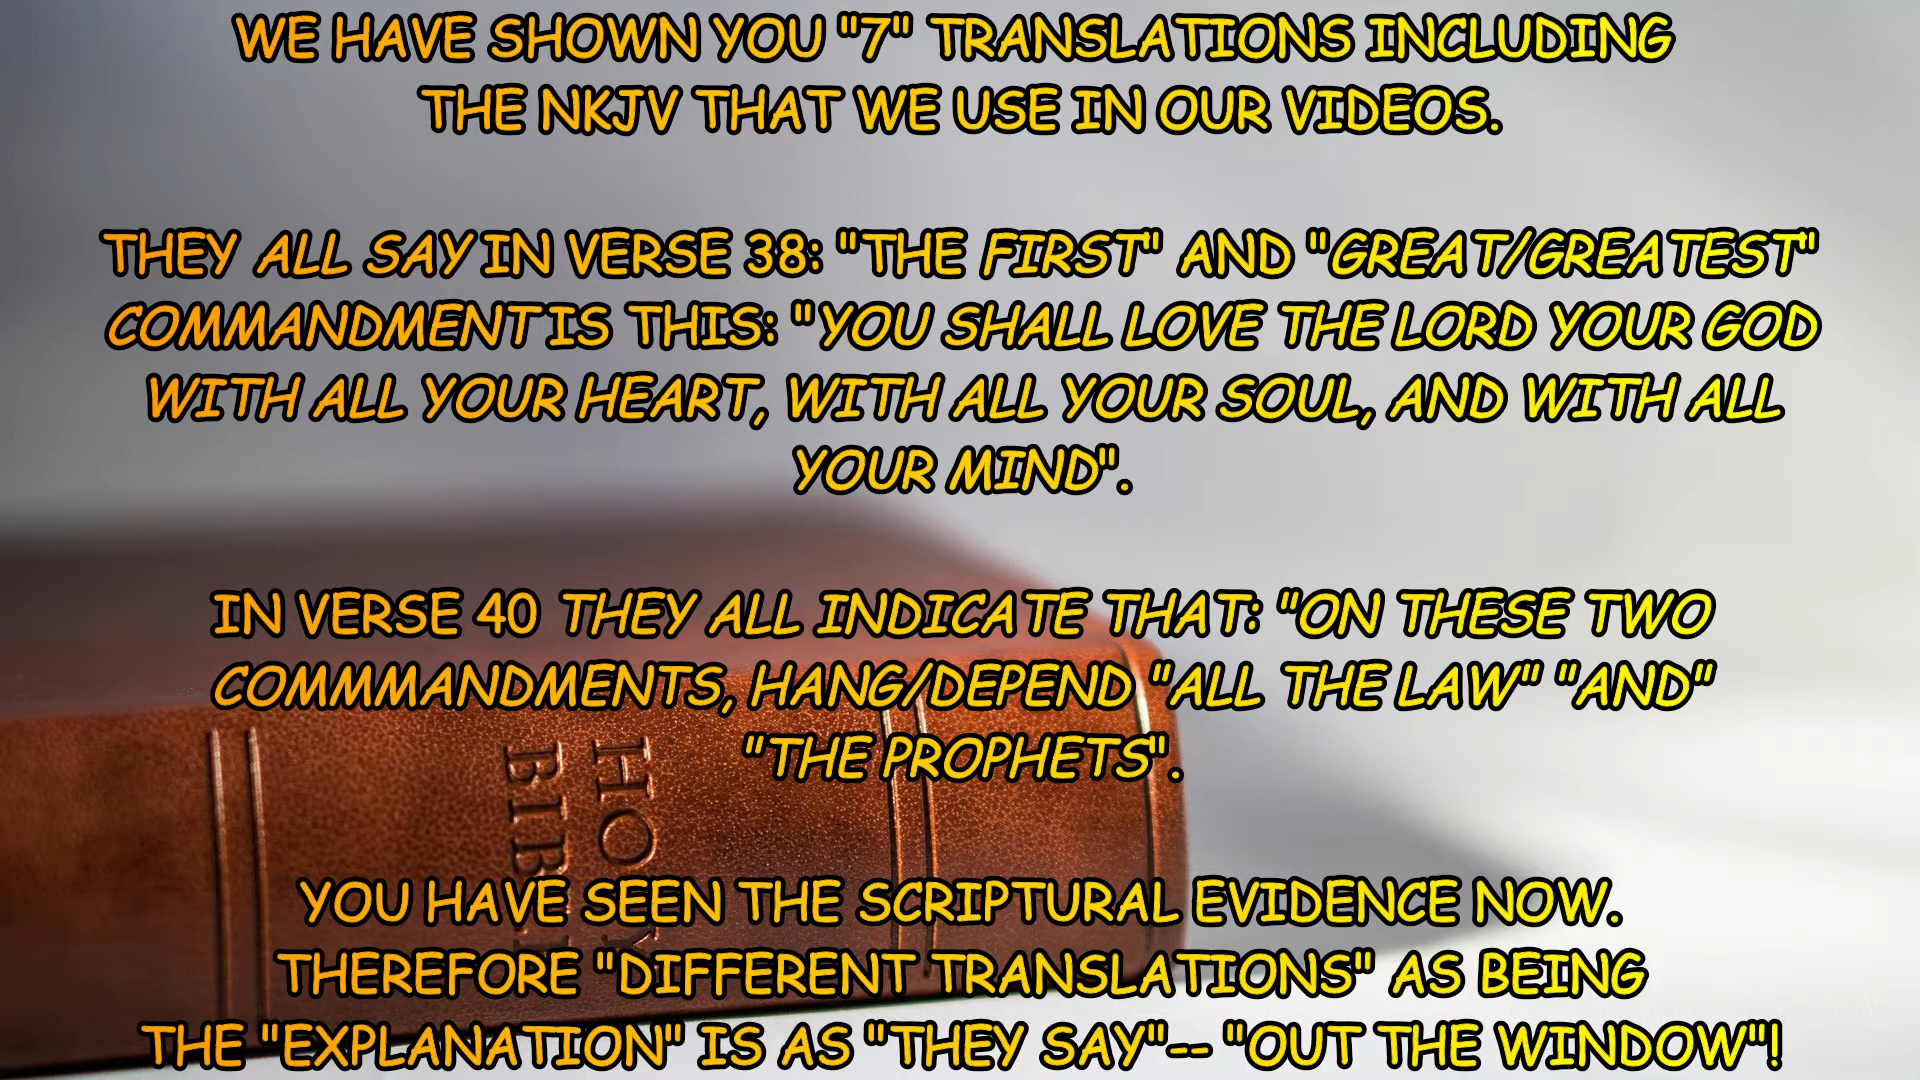 WE HAVE SHOWN YOU "7" TRANSLATIONS INCLUDING
THE NKJV THAT WE USE IN OUR VIDEOS.
THEY ALL SAY IN VERSE 38: "THE FIRST" AND "GREAT/GREATEST"
COMMANDMENT IS THIS: "YOU SHALL LOVE THE LORD YOUR GOD
WITH ALL YOUR HEART, WITH ALL YOUR SOUL, AND WITH ALL
YOUR MIND".
IN VERSE 40 THEY ALL INDICATE THAT: "ON THESE TWO
COMMMANDMENTS, HANG/DEPEND "ALL THE LAW" "AND"
"THE PROPHETS".
HOLY
BIBLE
YOU HAVE SEEN THE SCRIPTURAL EVIDENCE NOW.
THEREFORE "DIFFERENT TRANSLATIONS" AS BEING
THE "EXPLANATION" IS AS "THEY SAY"-- "OUT THE WINDOW"!